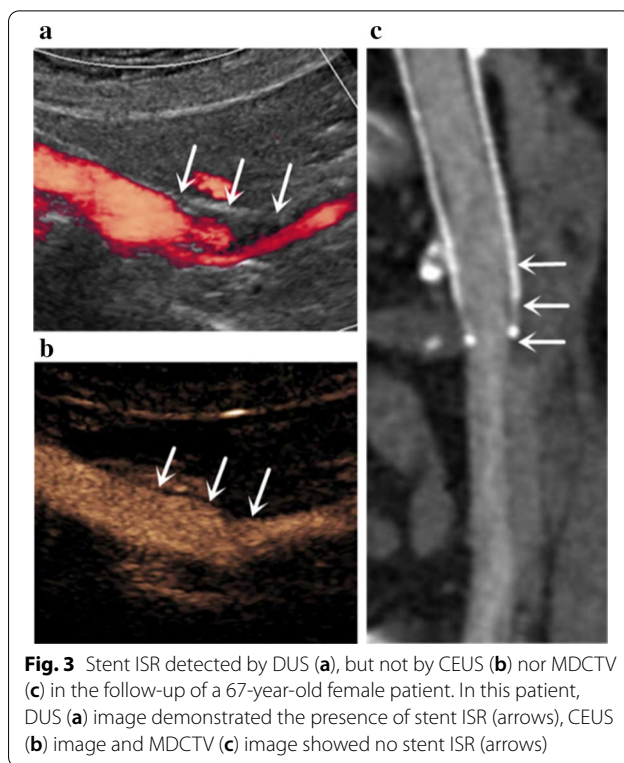 a
c
b
Fig. 3 Stent ISR detected by DUS (a), but not by CEUS (b) nor MDCTV
(c) in the follow-up of a 67-year-old female patient. In this patient,
DUS (a) image demonstrated the presence of stent ISR (arrows), CEUS
(b) image and MDCTV (c) image showed no stent ISR (arrows)